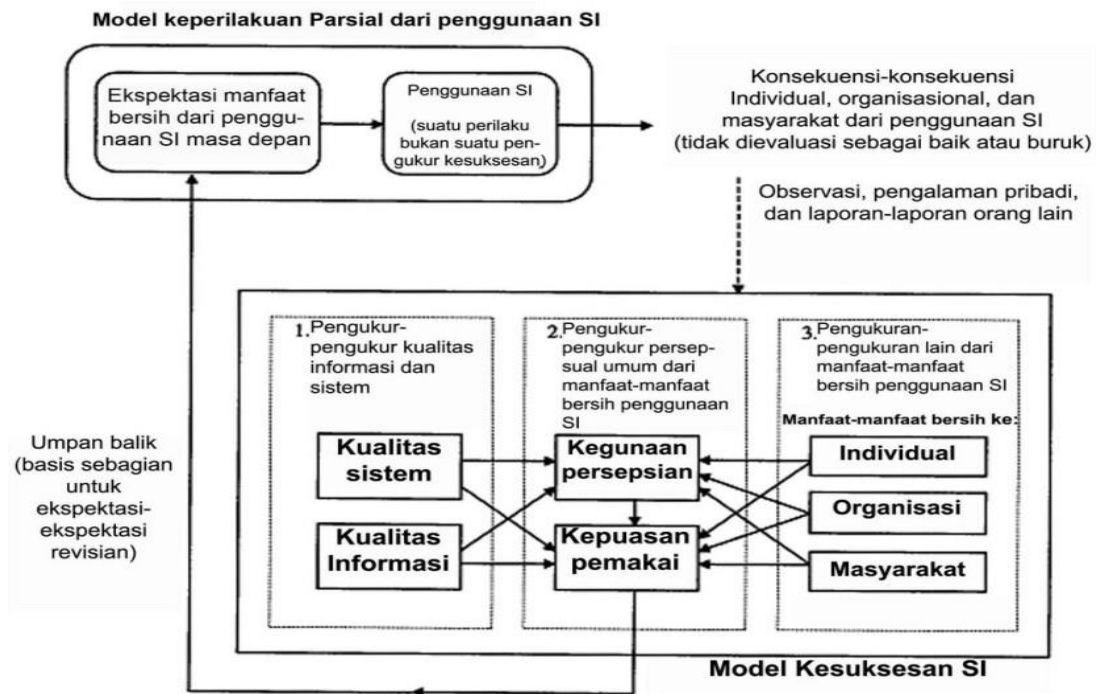 Model keperilakuan Parsial dari penggunaan SI
Ekspektasi manfaat
bersih dari penggu-
naan SI masa depan
Penggunaan SI
(suatu perilaku
bukan suatu pen-
gukur kesuksesan)
Konsekuensi-konsekuensi
Individual, organisasional, dan
masyarakat dari penggunaan SI
(tidak dievaluasi sebagai baik atau buruk)
Observasi, pengalaman pribadi,
dan laporan-laporan orang lain
1. Pengukur-
pengukur kualitas
informasi dan
sistem
2. Pengukur-
pengukur persep-
sual umum dari
manfaat-manfaat
bersih penggunaan
SI
3. Pengukuran-
pengukuran lain dari
manfaat-manfaat
bersih penggunaan SI
Manfaat-manfaat bersih ke:
Kualitas
sistem
Kualitas
Informasi
Kegunaan
persepsian
Kepuasan
pemakai
Individual
Organisasi
Masyarakat
Umpan balik
(basis sebagian
untuk
ekspektasi-
ekspektasi
revisian)
Model Kesuksesan SI